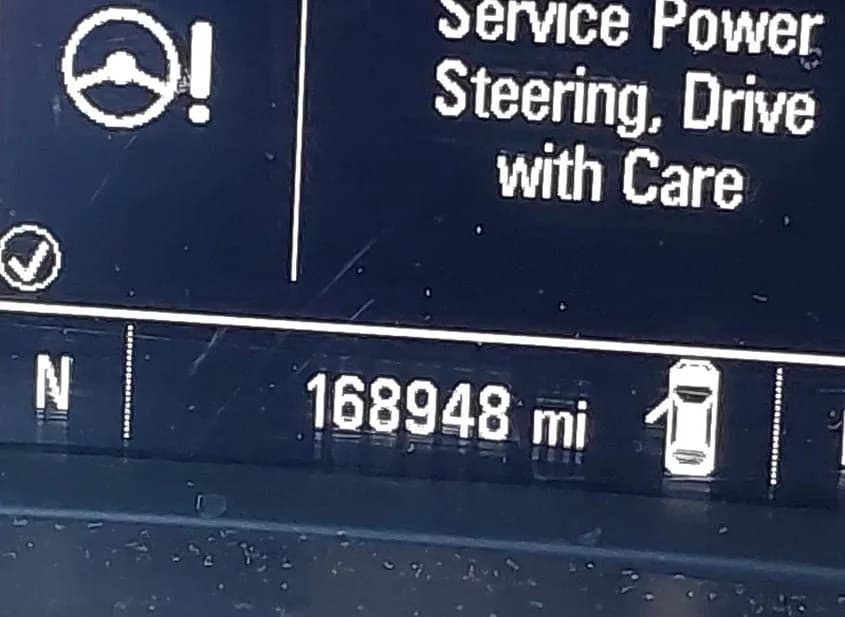 Service Power
Steering, Drive
with Care
N
168948 mi